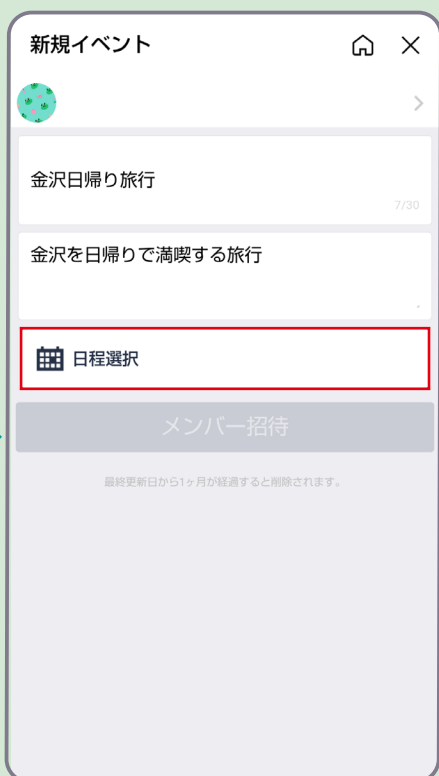 新規イベント
金沢日帰り旅行
7/30
金沢を日帰りで満喫する旅行
日程選択
メンバー招待
最終更新日から1ヶ月が経過すると削除されます。